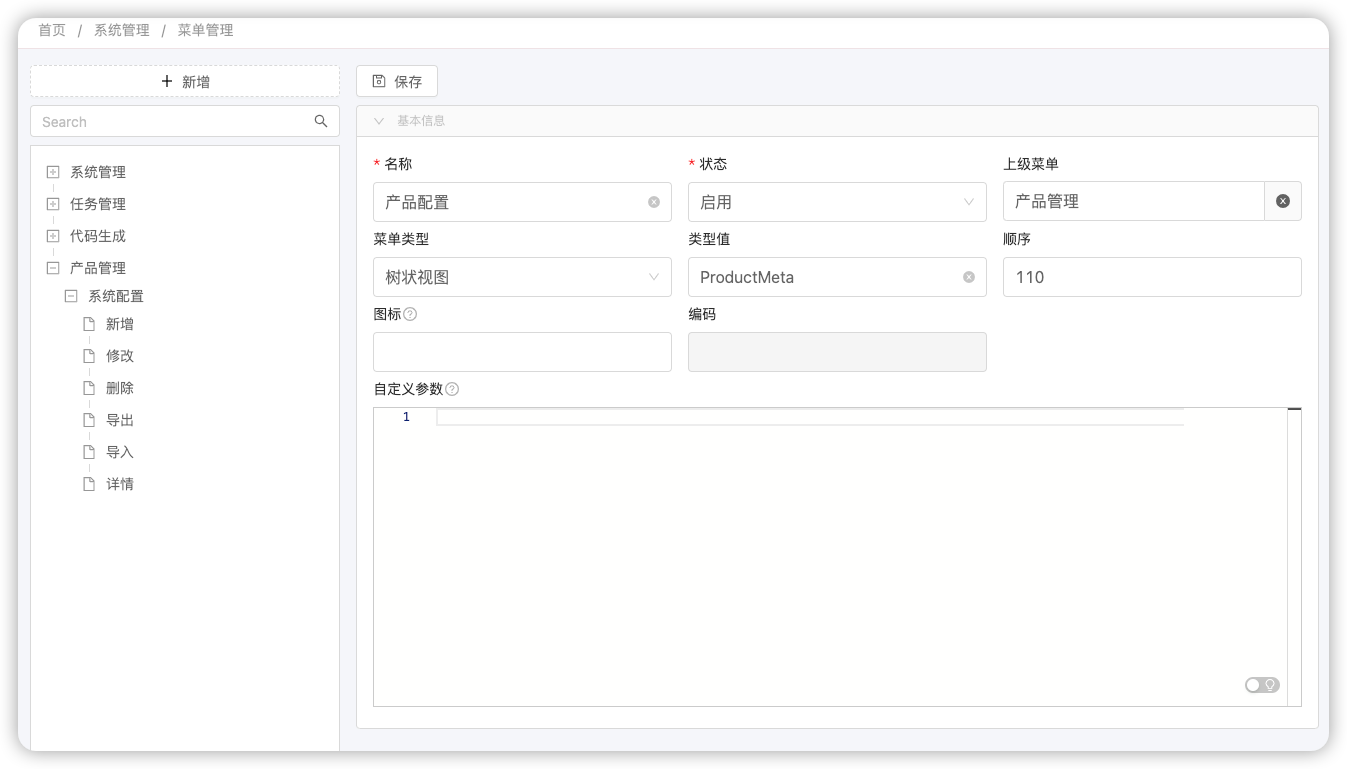 首页 / 系统管理 / 菜单管理
新增
Search
系统管理
任务管理
代码生成
产品管理
系统配置
新增
修改
删除
导出
导入
详情
保存
基本信息
* 名称 * 状态 上级菜单
产品配置 启用 产品管理
菜单类型 类型值 顺序
树状视图 ProductMeta 110
图标 编码
自定义参数
1